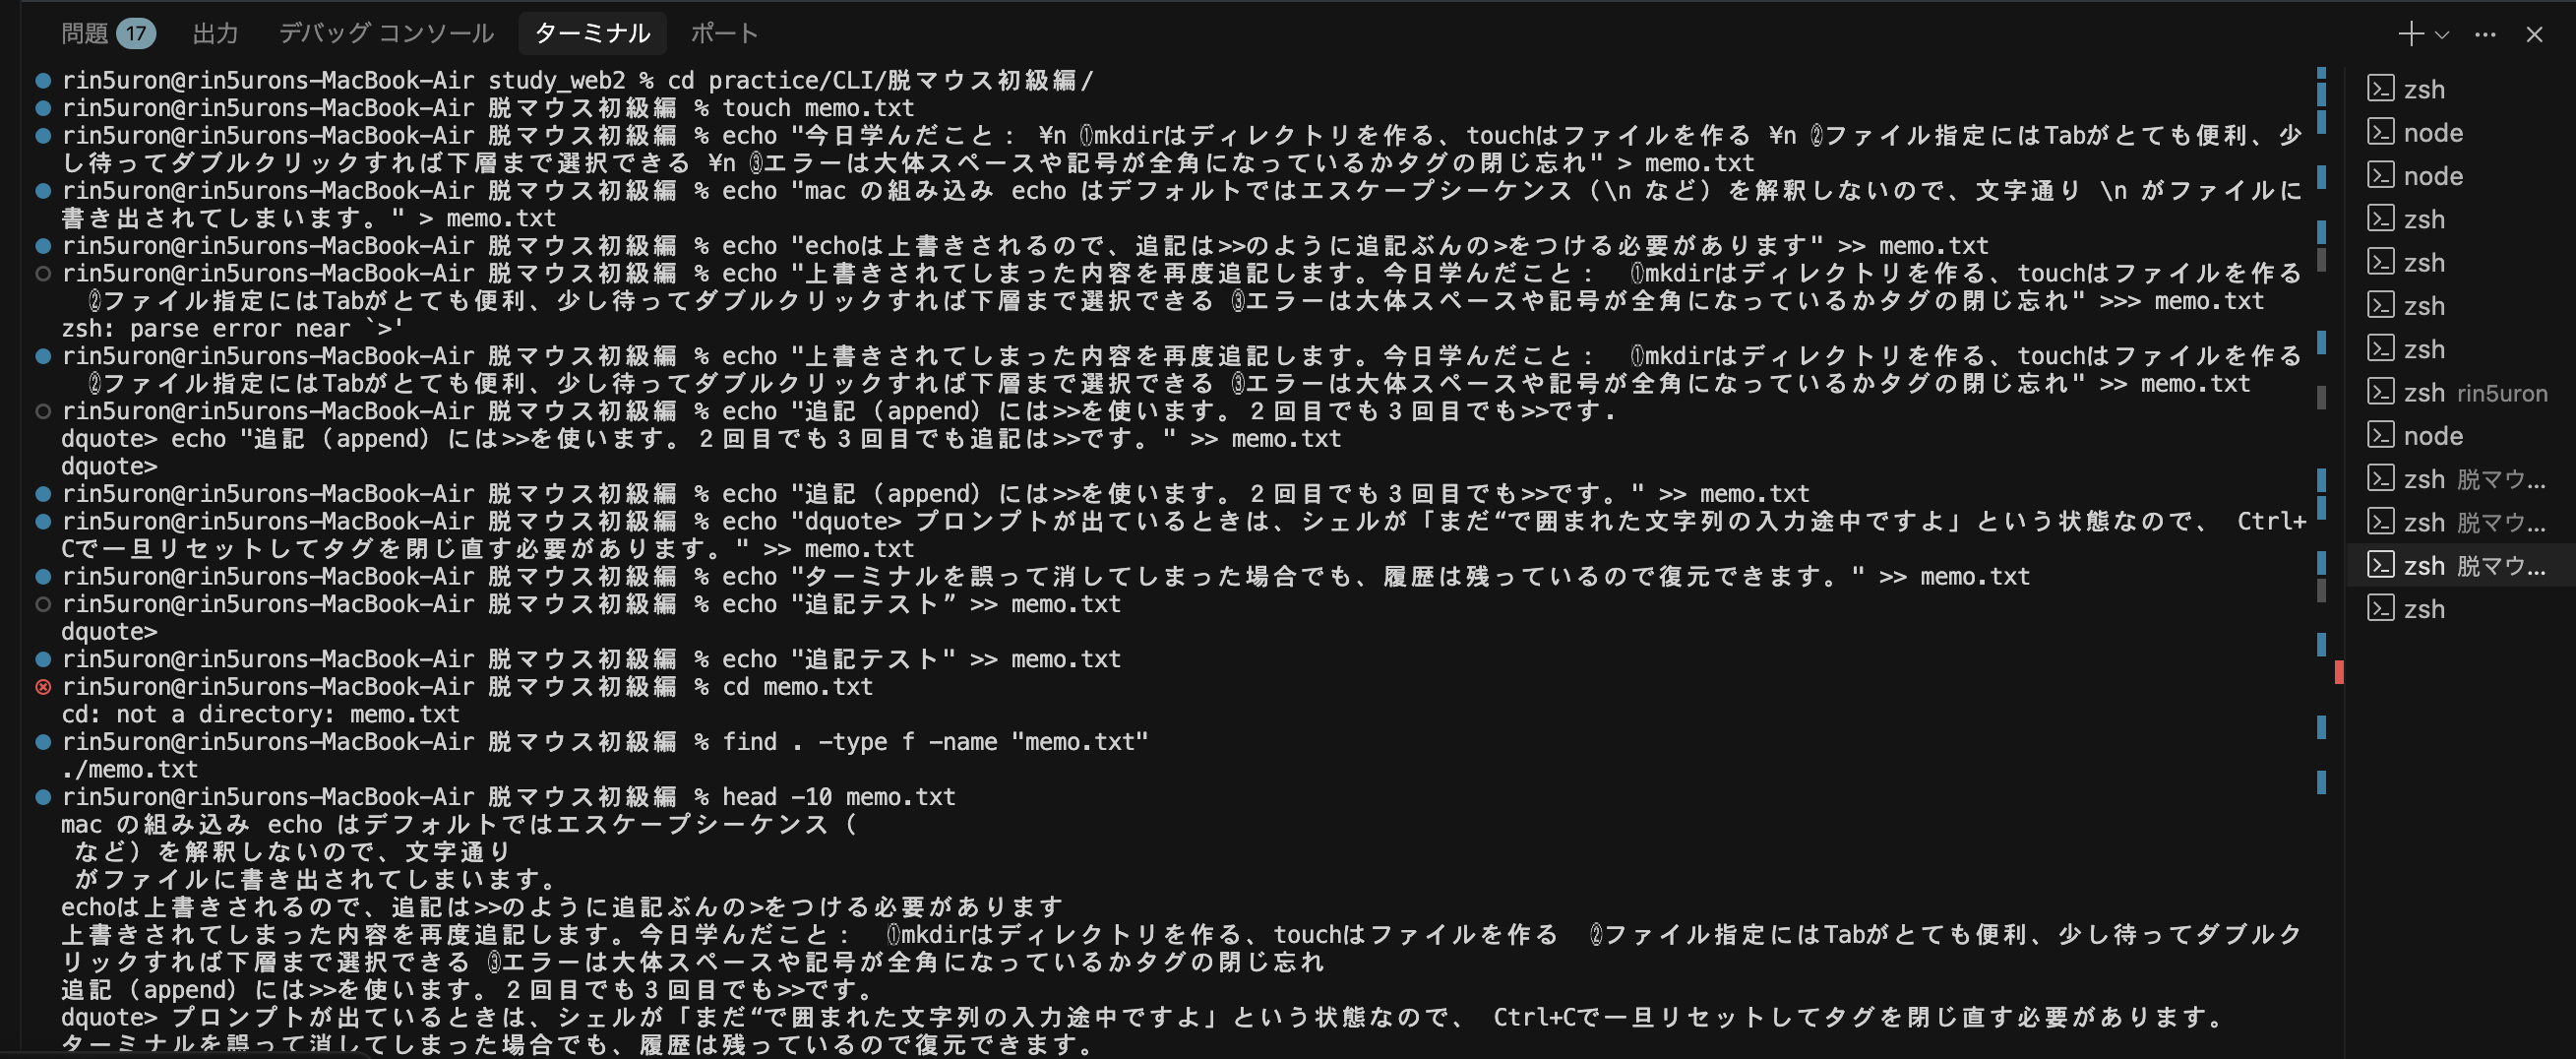 問題 17 出力 デバッグ コンソール ターミナル ポート
rin5uron@rin5urons-MacBook-Air study_web2 % cd practice/CLI/脱マウス初級編/
rin5uron@rin5urons-MacBook-Air 脱マウス初級編 % touch memo.txt
rin5uron@rin5urons-MacBook-Air 脱マウス初級編 % echo "今日学んだこと： ¥n ①mkdirはディレクトリを作る、touchはファイルを作る ¥n ②ファイル指定にはTabがとても便利、少
し待ってダブルクリックすれば下層まで選択できる ¥n ③エラーは大体スペースや記号が全角になっているかタグの閉じ忘れ" > memo.txt
rin5uron@rin5urons-MacBook-Air 脱マウス初級編 % echo "mac の組み込み echo はデフォルトではエスケープシーケンス（\n など）を解釈しないので、文字通り \n がファイルに
書き出されてしまいます。" > memo.txt
rin5uron@rin5urons-MacBook-Air 脱マウス初級編 % echo "echoは上書きされるので、追記は>>のように追記ぶんの>をつける必要があります" >> memo.txt
rin5uron@rin5urons-MacBook-Air 脱マウス初級編 % echo "上書きされてしまった内容を再度追記します。今日学んだこと：　①mkdirはディレクトリを作る、touchはファイルを作る
　②ファイル指定にはTabがとても便利、少し待ってダブルクリックすれば下層まで選択できる ③エラーは大体スペースや記号が全角になっているかタグの閉じ忘れ" >>> memo.txt
zsh: parse error near `>'
rin5uron@rin5urons-MacBook-Air 脱マウス初級編 % echo "上書きされてしまった内容を再度追記します。今日学んだこと：　①mkdirはディレクトリを作る、touchはファイルを作る
　②ファイル指定にはTabがとても便利、少し待ってダブルクリックすれば下層まで選択できる ③エラーは大体スペースや記号が全角になっているかタグの閉じ忘れ" >> memo.txt
rin5uron@rin5urons-MacBook-Air 脱マウス初級編 % echo "追記（append）には>>を使います。２回目でも３回目でも>>です.
dquote> echo "追記（append）には>>を使います。２回目でも３回目でも追記は>>です。" >> memo.txt
dquote>
rin5uron@rin5urons-MacBook-Air 脱マウス初級編 % echo "追記（append）には>>を使います。２回目でも３回目でも>>です。" >> memo.txt
rin5uron@rin5urons-MacBook-Air 脱マウス初級編 % echo "dquote> プロンプトが出ているときは、シェルが「まだ“で囲まれた文字列の入力途中ですよ」という状態なので、 Ctrl+
Cで一旦リセットしてタグを閉じ直す必要があります。" >> memo.txt
rin5uron@rin5urons-MacBook-Air 脱マウス初級編 % echo "ターミナルを誤って消してしまった場合でも、履歴は残っているので復元できます。" >> memo.txt
rin5uron@rin5urons-MacBook-Air 脱マウス初級編 % echo "追記テスト” >> memo.txt
dquote>
rin5uron@rin5urons-MacBook-Air 脱マウス初級編 % echo "追記テスト" >> memo.txt
rin5uron@rin5urons-MacBook-Air 脱マウス初級編 % cd memo.txt
cd: not a directory: memo.txt
rin5uron@rin5urons-MacBook-Air 脱マウス初級編 % find . -type f -name "memo.txt"
./memo.txt
rin5uron@rin5urons-MacBook-Air 脱マウス初級編 % head -10 memo.txt
mac の組み込み echo はデフォルトではエスケープシーケンス（
 など）を解釈しないので、文字通り
 がファイルに書き出されてしまいます。
echoは上書きされるので、追記は>>のように追記ぶんの>をつける必要があります
上書きされてしまった内容を再度追記します。今日学んだこと：　①mkdirはディレクトリを作る、touchはファイルを作る　②ファイル指定にはTabがとても便利、少し待ってダブルク
リックすれば下層まで選択できる ③エラーは大体スペースや記号が全角になっているかタグの閉じ忘れ
追記（append）には>>を使います。２回目でも３回目でも>>です。
dquote> プロンプトが出ているときは、シェルが「まだ“で囲まれた文字列の入力途中ですよ」という状態なので、 Ctrl+Cで一旦リセットしてタグを閉じ直す必要があります。
ターミナルを誤って消してしまった場合でも、履歴は残っているので復元できます。
zsh
node
node
zsh
zsh
zsh
zsh
zsh rin5uron
node
zsh 脱マウ...
zsh 脱マウ...
zsh 脱マウ...
zsh